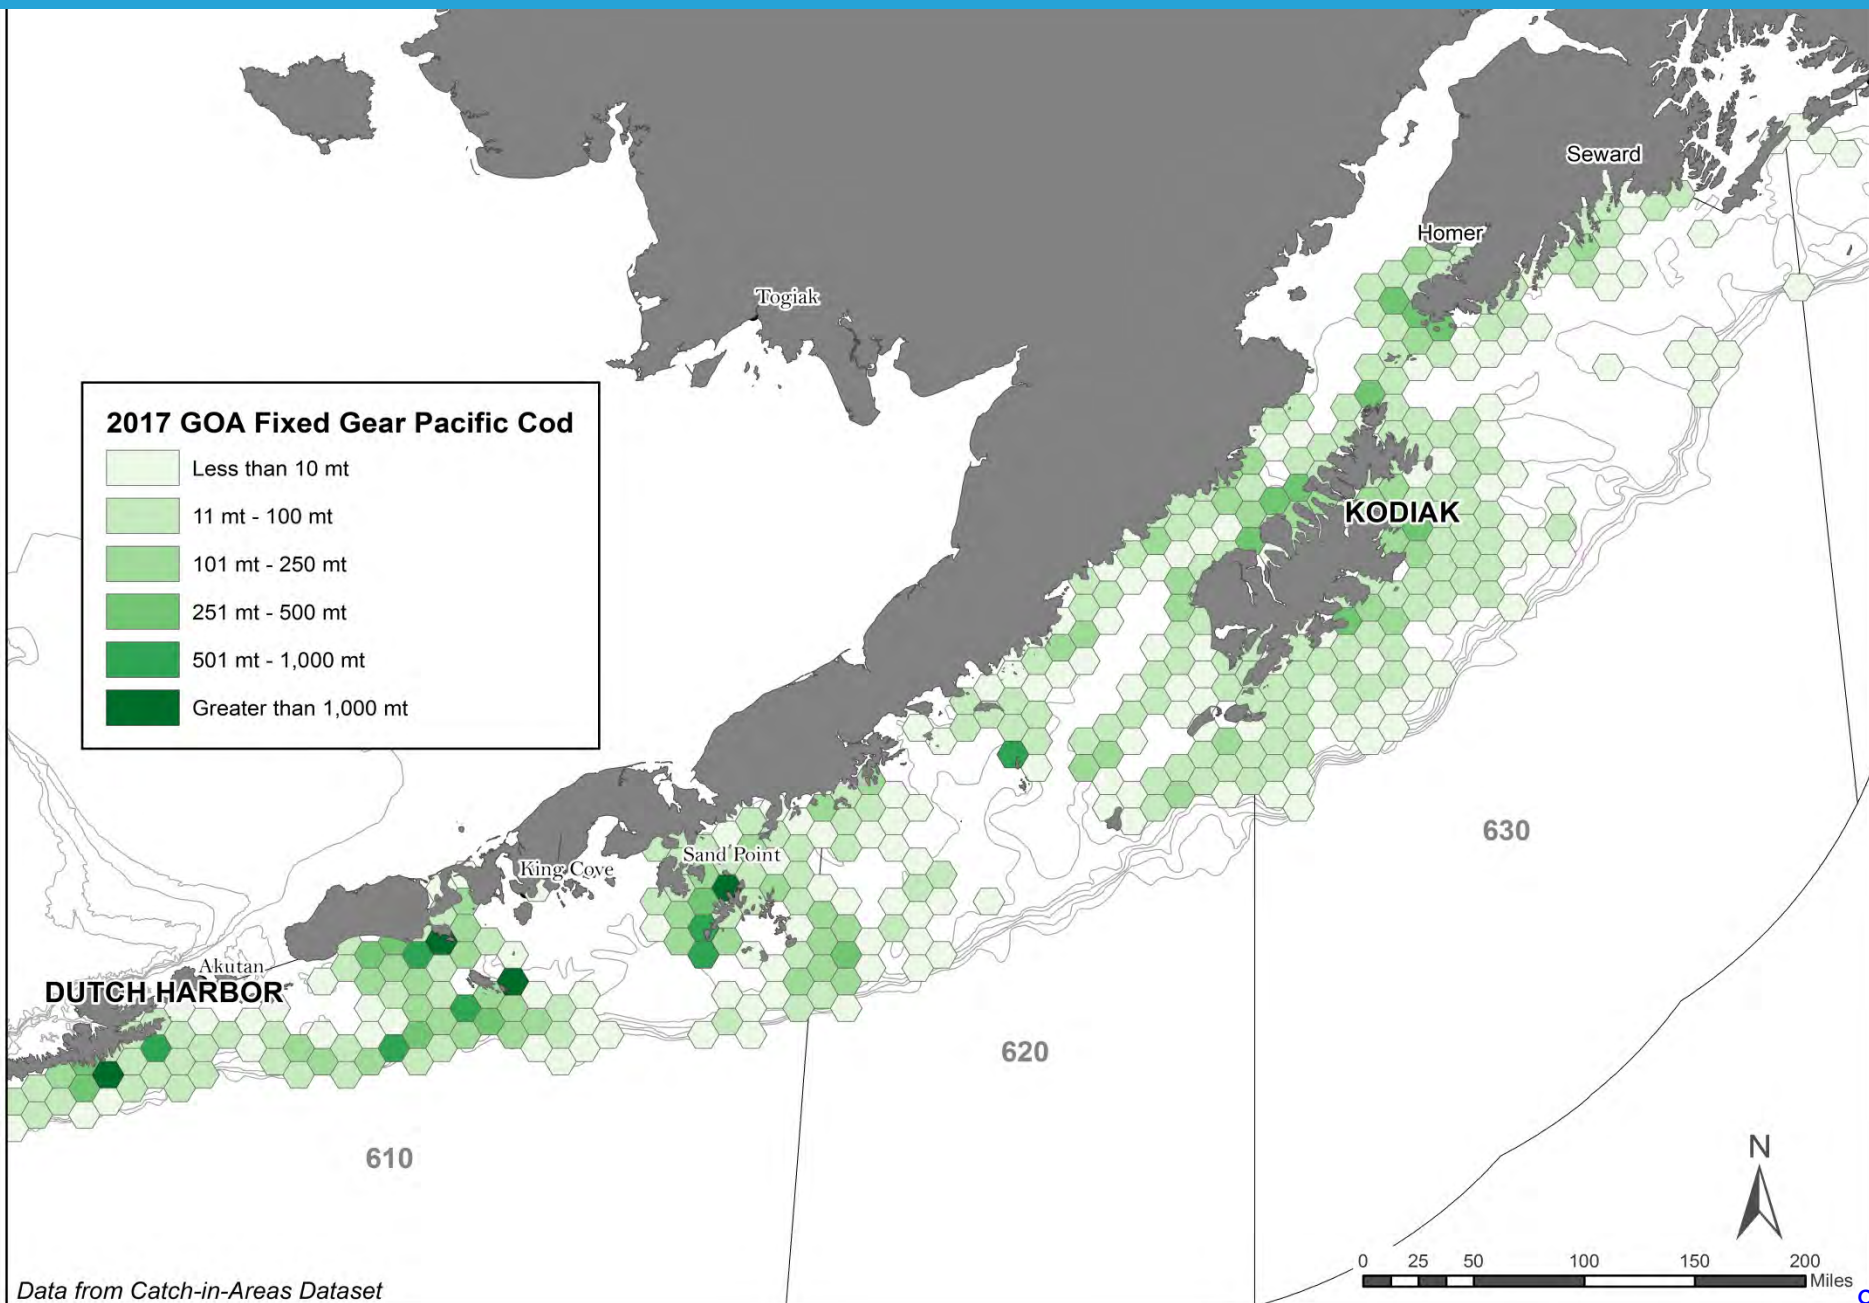 Seward
Homer
Togiak
2017 GOA Fixed Gear Pacific Cod
Less than 10 mt
11 mt - 100 mt
101 mt - 250 mt
251 mt - 500 mt
501 mt - 1,000 mt
Greater than 1,000 mt
KODIAK
630
Sand Point
King Cove
Akutan
DUTCH HARBOR
620
610
N
0 25 50 100 150 200
Miles
Data from Catch-in-Areas Dataset